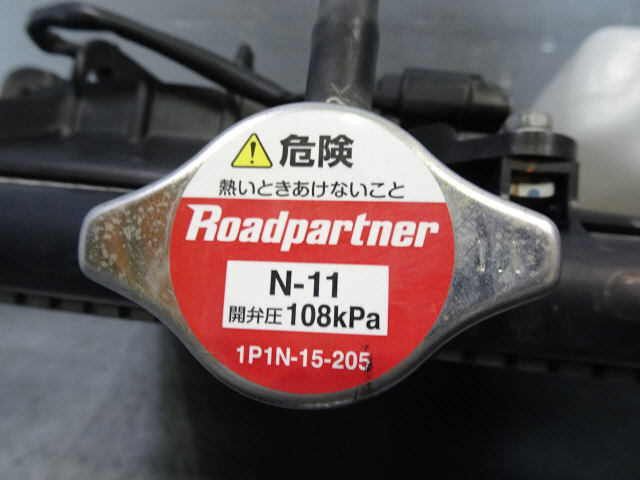 危険
熱いときあけないこと
Roadpartner
N-11
開弁圧 108kPa
1P1N-15-205